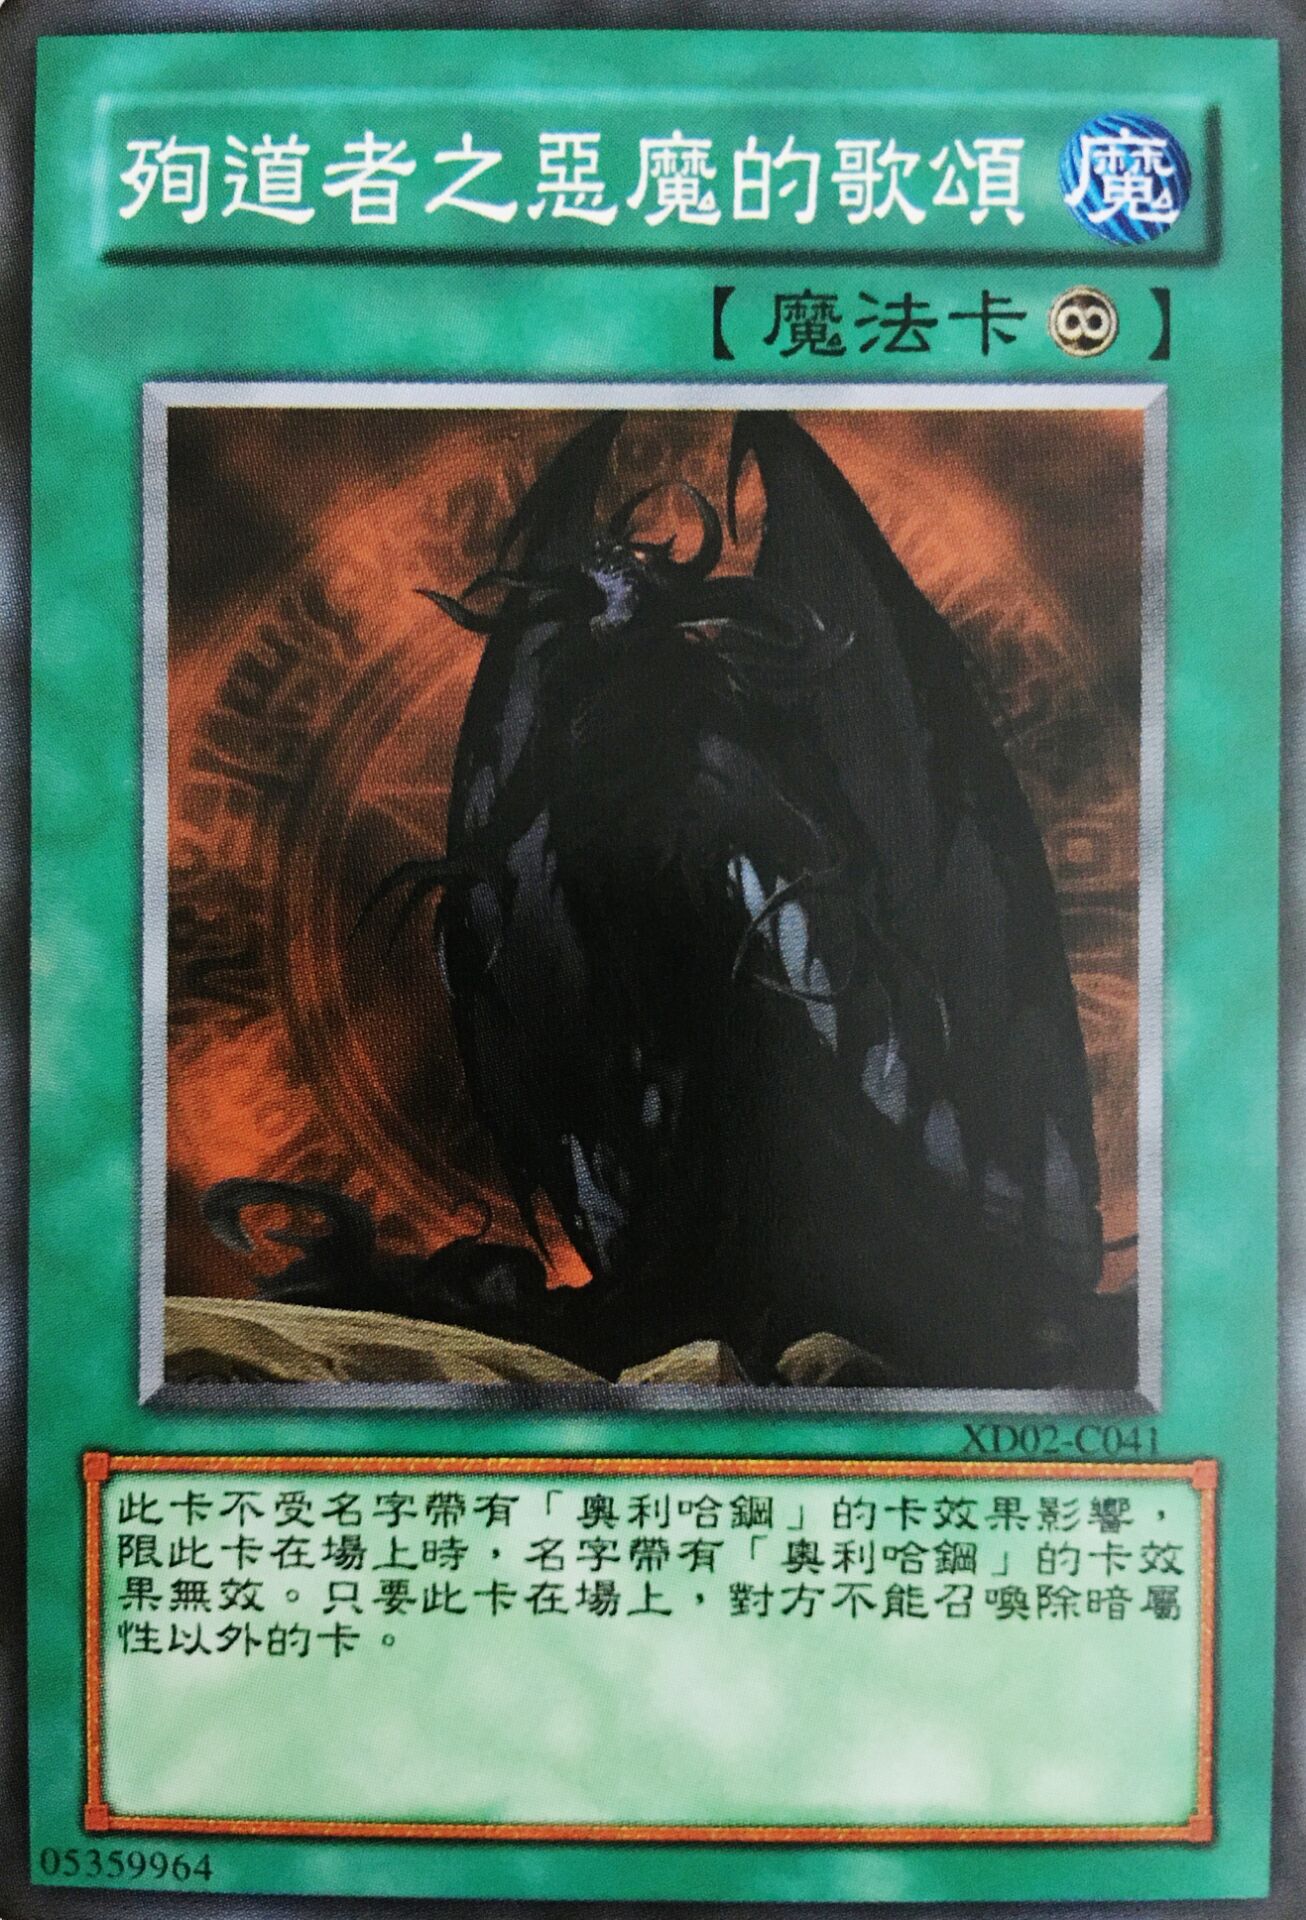 殉道者之惡魔的歌頌 魔
【魔法卡∞】
XD02-C041
此卡不受名字帶有「奧利哈鋼」的卡效果影響，
限此卡在場上時，名字帶有「奧利哈鋼」的卡效
果無效。只要此卡在場上，對方不能召喚除暗屬
性以外的卡。
05359964